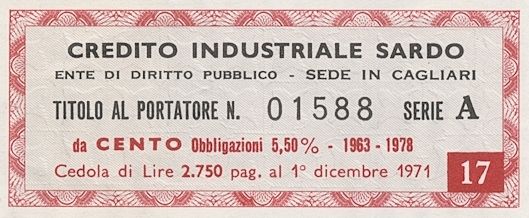 CREDITO INDUSTRIALE SARDO
ENTE DI DIRITTO PUBBLICO - SEDE IN CAGLIARI
TITOLO AL PORTATORE N. 01588 SERIE A
da CENTO Obbligazioni 5,50% - 1963 - 1978
Cedola di Lire 2.750 pag. al 1° dicembre 1971 17